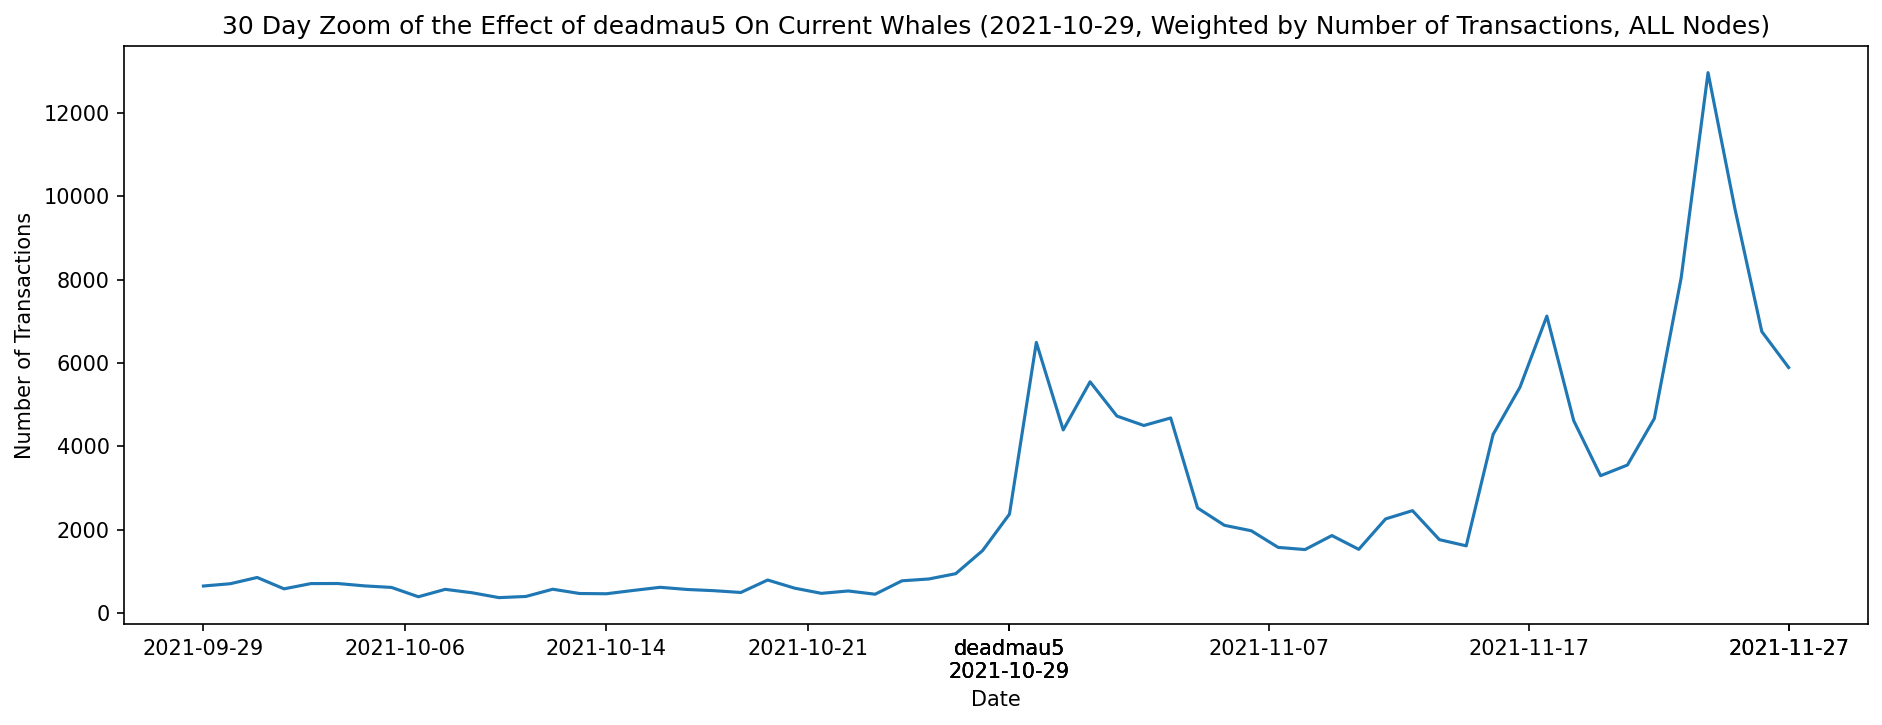 30 Day Zoom of the Effect of deadmau5 On Current Whales (2021-10-29, Weighted by Number of Transactions, ALL Nodes)
Number of Transactions
12000
10000
8000
6000
4000
2000
0
2021-09-29 2021-10-06 2021-10-14 2021-10-21 deadmau5 2021-11-07 2021-11-17 2021-11-27
2021-10-29
Date